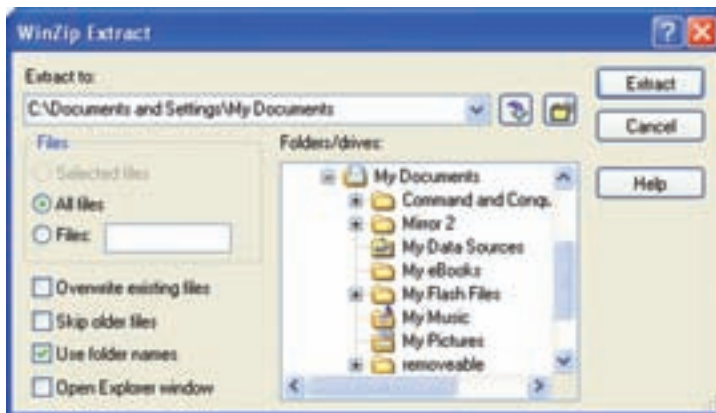 WinZip Extract
Extract to:
C:\Documents and Settings\My Documents
Extract
Cancel
Help
Files
Selected files
All files
Files:
Overwrite existing files
Skip older files
Use folder names
Open Explorer window
Folders/drives:
My Documents
Command and Conqu
Mirror 2
My Data Sources
My eBooks
My Flash Files
My Music
My Pictures
removeable